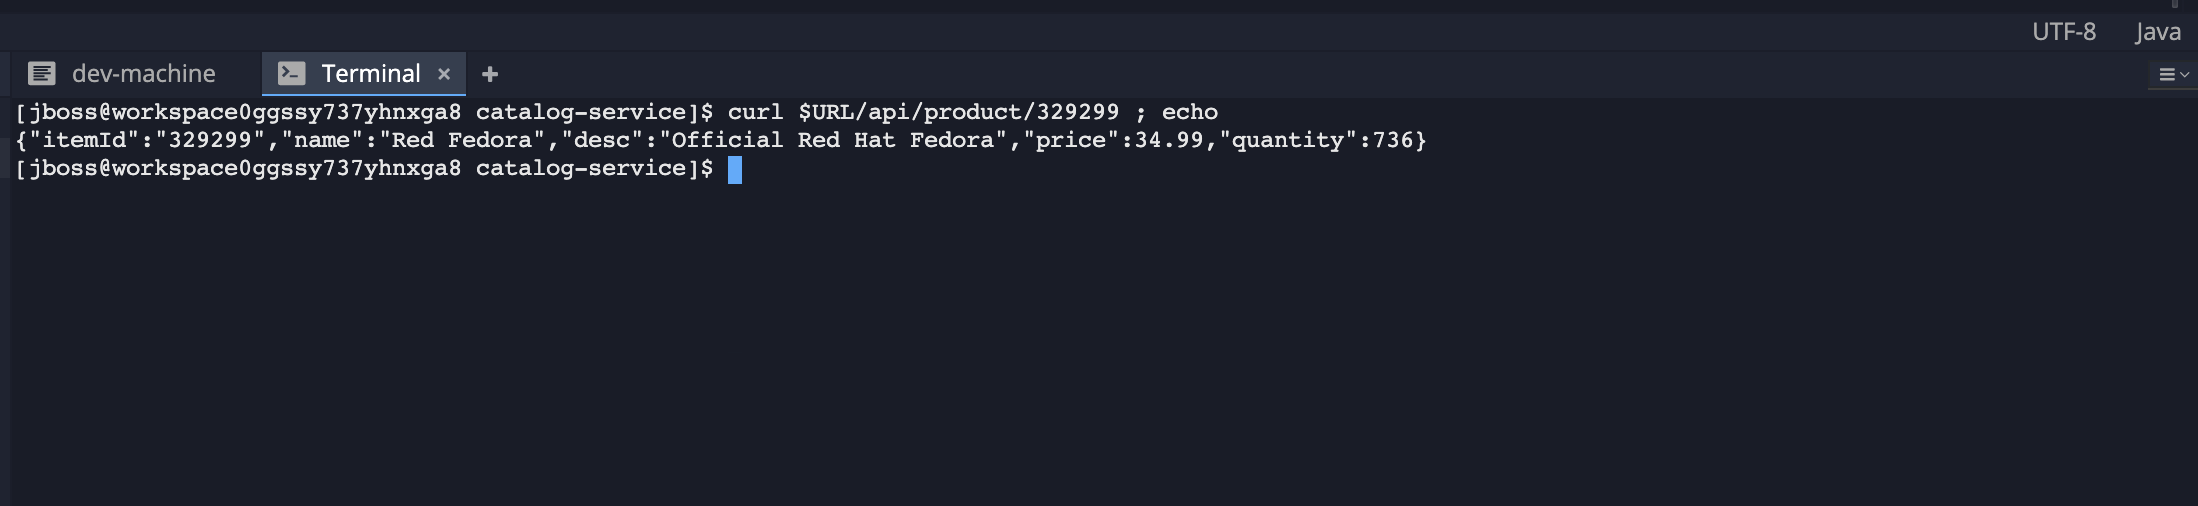 UTF-8 Java
dev-machine Terminal × +
[jboss@workspace0ggssy737yhnxga8 catalog-service]$ curl $URL/api/product/329299 ; echo
{"itemId":"329299","name":"Red Fedora","desc":"Official Red Hat Fedora","price":34.99,"quantity":736}
[jboss@workspace0ggssy737yhnxga8 catalog-service]$